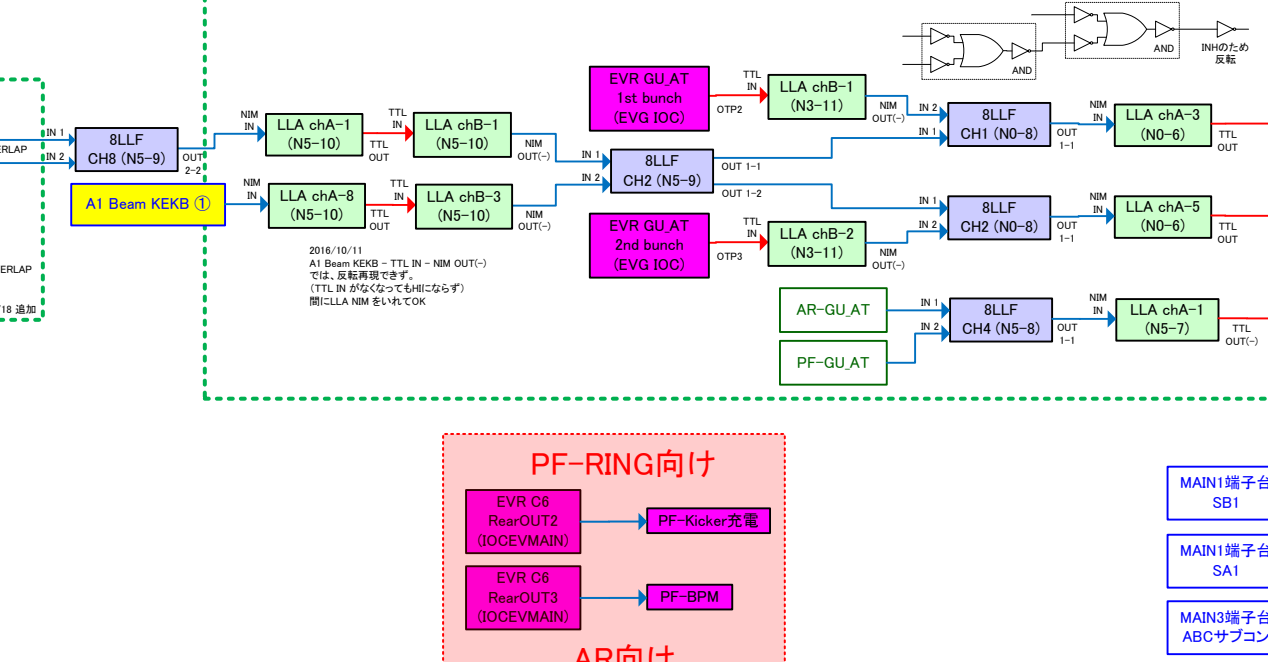 AND
AND
INHのため
反転
ERLAP
IN 1
IN 2
8LLF
CH8 (N5-9)
OUT
2-2
NIM
IN
LLA chA-1
(N5-10)
TTL
OUT
TTL
IN
LLA chB-1
(N5-10)
NIM
OUT(-)
A1 Beam KEKB ①
NIM
IN
LLA chA-8
(N5-10)
TTL
OUT
TTL
IN
LLA chB-3
(N5-10)
NIM
OUT(-)
2016/10/11
A1 Beam KEKB - TTL IN - NIM OUT(-)
では、反転再現できず。
(TTL IN がなくなってもHIにならず)
間にLLA NIM をいれてOK
ERLAP
18 追加
IN 1
IN 2
8LLF
CH2 (N5-9)
OUT 1-1
OUT 1-2
EVR GU_AT
1st bunch
(EVG IOC)
OTP2
TTL
IN
LLA chB-1
(N3-11)
NIM
OUT(-)
IN 2
IN 1
8LLF
CH1 (N0-8)
OUT
1-1
NIM
IN
LLA chA-3
(N0-6)
TTL
OUT
EVR GU_AT
2nd bunch
(EVG IOC)
OTP3
TTL
IN
LLA chB-2
(N3-11)
NIM
OUT(-)
IN 1
IN 2
8LLF
CH2 (N0-8)
OUT
1-1
NIM
IN
LLA chA-5
(N0-6)
TTL
OUT
AR-GU_AT
PF-GU_AT
IN 1
IN 2
8LLF
CH4 (N5-8)
OUT
1-1
NIM
IN
LLA chA-1
(N5-7)
TTL
OUT(-)
PF-RING向け
EVR C6
RearOUT2
(IOCEVMAIN)
PF-Kicker充電
EVR C6
RearOUT3
(IOCEVMAIN)
PF-BPM
AR向け
MAIN1端子台
SB1
MAIN1端子台
SA1
MAIN3端子台
ABCサブコン